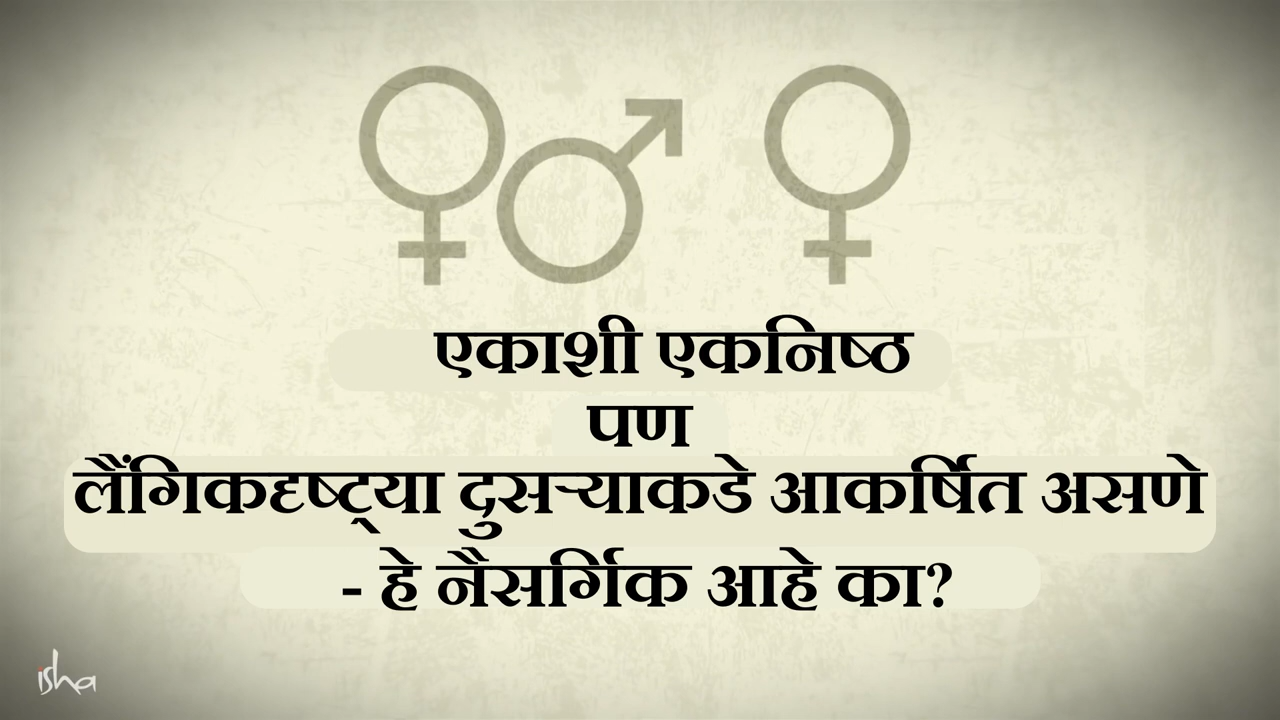 एकाशी एकनिष्ठ
पण
लैंगिकदृष्ट्या दुसऱ्याकडे आकर्षित असणे
- हे नैसर्गिक आहे का?
isha